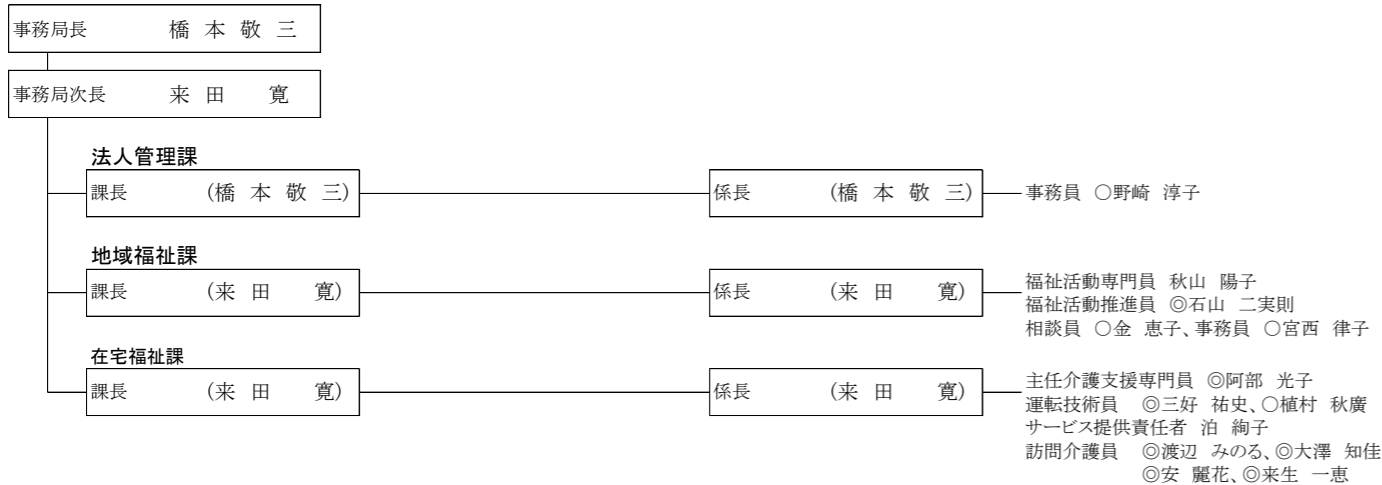 事務局長　橋 本 敬 三
事務局次長　来 田　寛
法人管理課
課長　(橋 本 敬 三)　係長　(橋 本 敬 三)　事務員 〇野崎 淳子
地域福祉課
課長　(来 田　寛)　係長　(来 田　寛)
福祉活動専門員 秋山 陽子
福祉活動推進員 ◎石山 二実則
相談員 〇金 恵子、事務員 〇宮西 律子
在宅福祉課
課長　(来 田　寛)　係長　(来 田　寛)
主任介護支援専門員 ◎阿部 光子
運転技術員　◎三好 祐史、〇植村 秋廣
サービス提供責任者 泊 絢子
訪問介護員　◎渡辺 みのる、◎大澤 知佳
◎安 麗花、◎来生 一恵